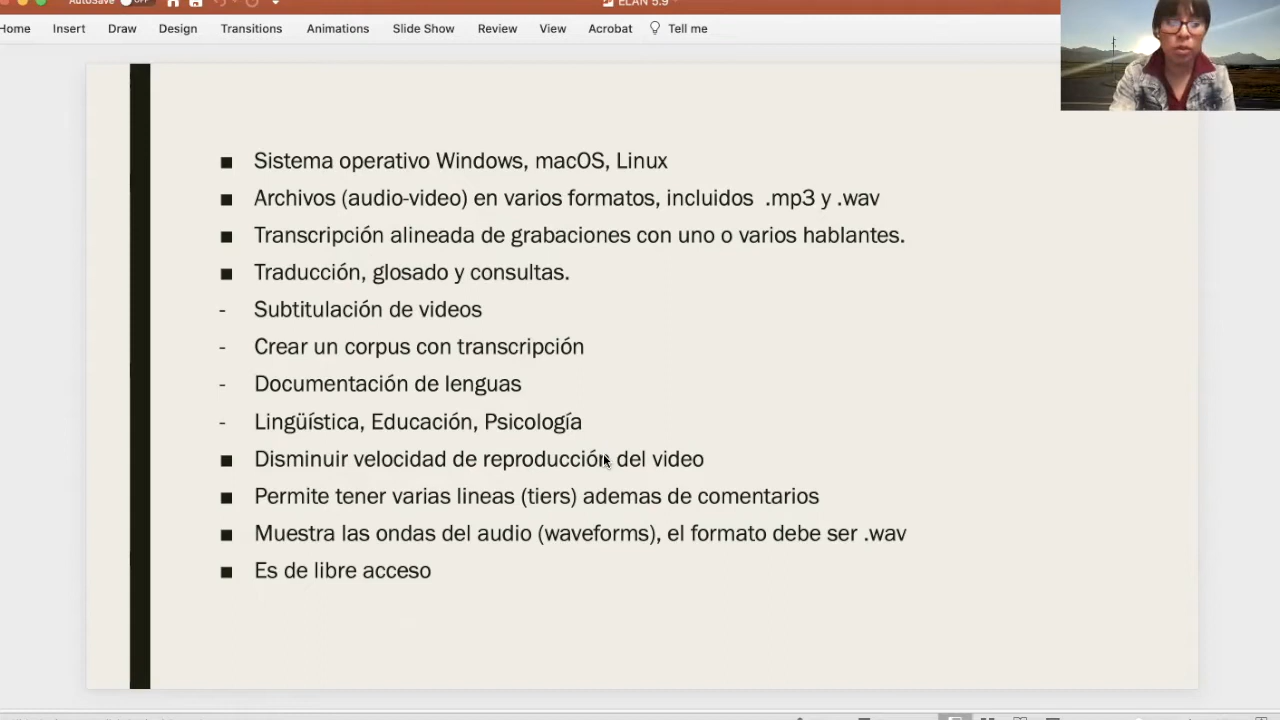 AutoSave OFF
ELAN 5.9
Home Insert Draw Design Transitions Animations Slide Show Review View Acrobat Tell me
■ Sistema operativo Windows, macOS, Linux
■ Archivos (audio-video) en varios formatos, incluidos .mp3 y .wav
■ Transcripción alineada de grabaciones con uno o varios hablantes.
■ Traducción, glosado y consultas.
- Subtitulación de videos
- Crear un corpus con transcripción
- Documentación de lenguas
- Lingüística, Educación, Psicología
■ Disminuir velocidad de reproducción del video
■ Permite tener varias lineas (tiers) ademas de comentarios
■ Muestra las ondas del audio (waveforms), el formato debe ser .wav
■ Es de libre acceso